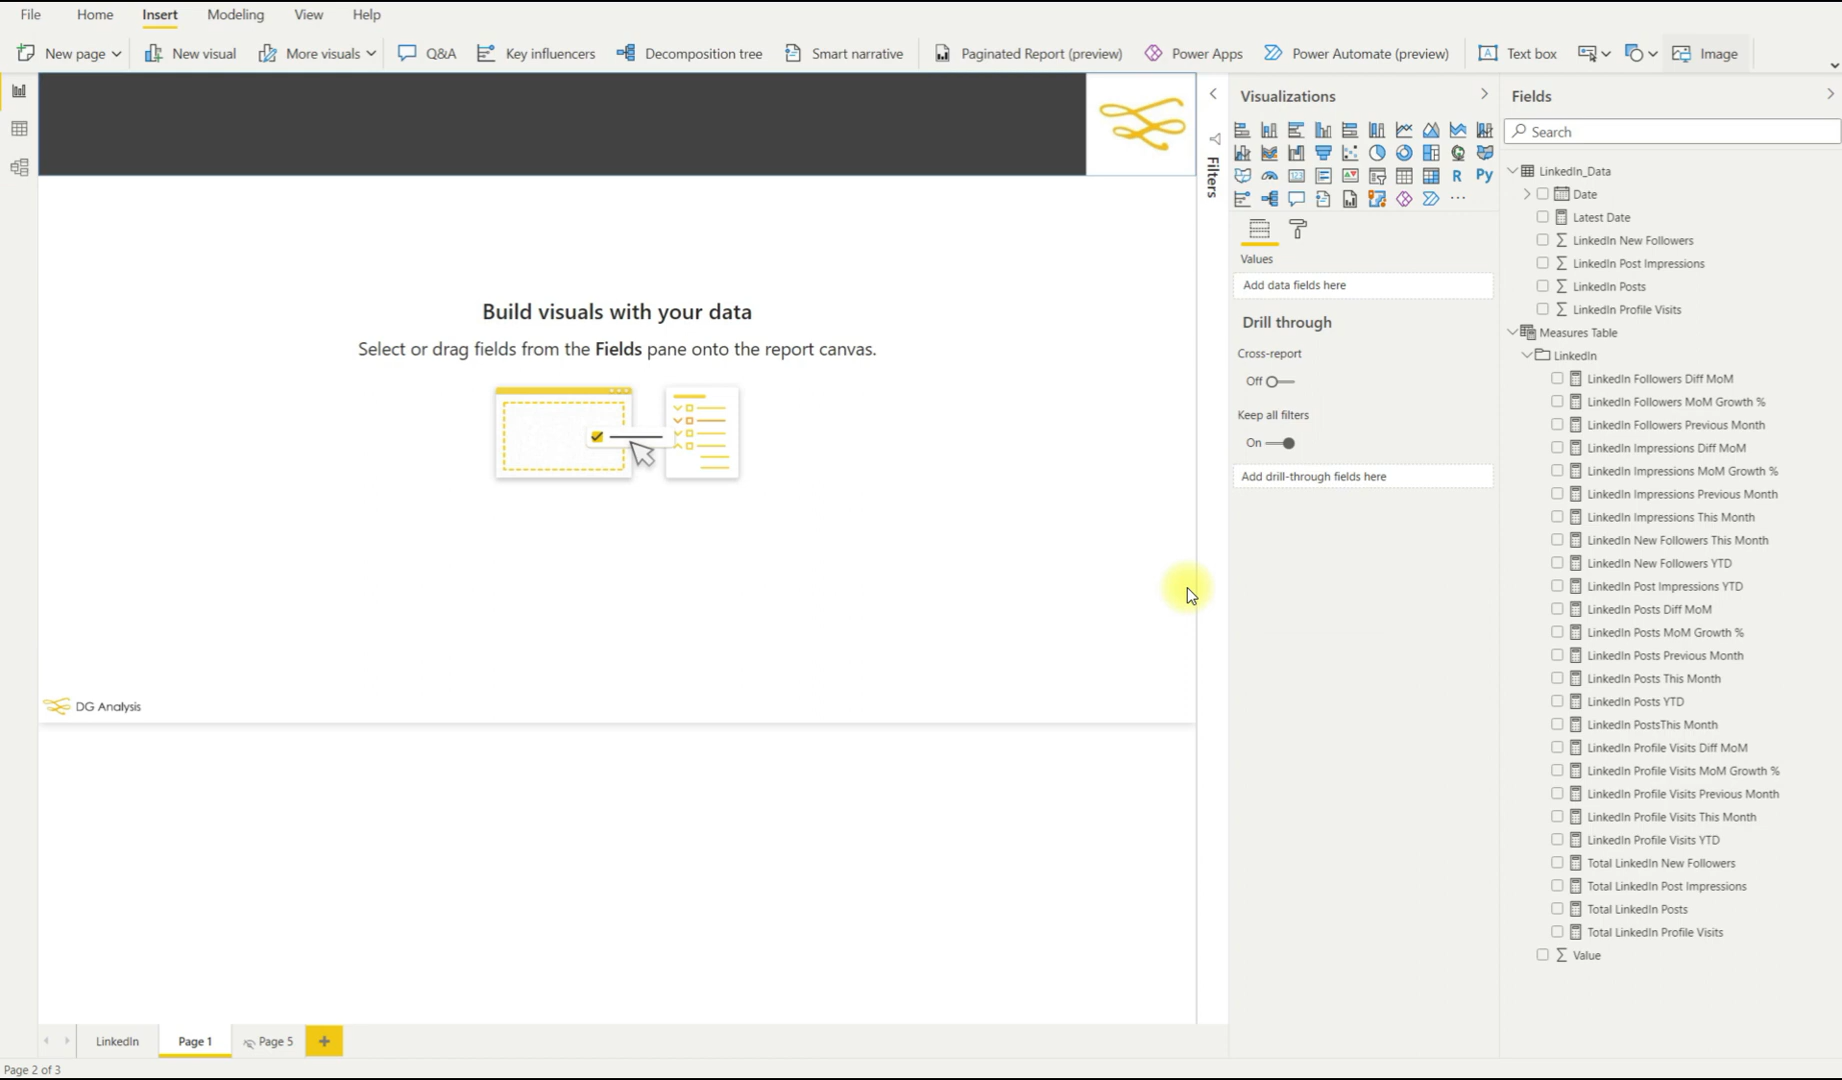 File Home Insert Modeling View Help
New page New visual More visuals Q&A Key influencers Decomposition tree Smart narrative Paginated Report (preview) Power Apps Power Automate (preview) Text box Image
Build visuals with your data
Select or drag fields from the Fields pane onto the report canvas.
DG Analysis
Filters
Visualizations
R Py
Values
Add data fields here
Drill through
Cross-report
Off
Keep all filters
On
Add drill-through fields here
Fields
Search
LinkedIn_Data
Date
Latest Date
LinkedIn New Followers
LinkedIn Post Impressions
LinkedIn Posts
LinkedIn Profile Visits
Measures Table
LinkedIn
LinkedIn Followers Diff MoM
LinkedIn Followers MoM Growth %
LinkedIn Followers Previous Month
LinkedIn Impressions Diff MoM
LinkedIn Impressions MoM Growth %
LinkedIn Impressions Previous Month
LinkedIn Impressions This Month
LinkedIn New Followers This Month
LinkedIn New Followers YTD
LinkedIn Post Impressions YTD
LinkedIn Posts Diff MoM
LinkedIn Posts MoM Growth %
LinkedIn Posts Previous Month
LinkedIn Posts This Month
LinkedIn Posts YTD
LinkedIn PostsThis Month
LinkedIn Profile Visits Diff MoM
LinkedIn Profile Visits MoM Growth %
LinkedIn Profile Visits Previous Month
LinkedIn Profile Visits This Month
LinkedIn Profile Visits YTD
Total LinkedIn New Followers
Total LinkedIn Post Impressions
Total LinkedIn Posts
Total LinkedIn Profile Visits
Value
LinkedIn Page 1 Page 5 +
Page 2 of 3